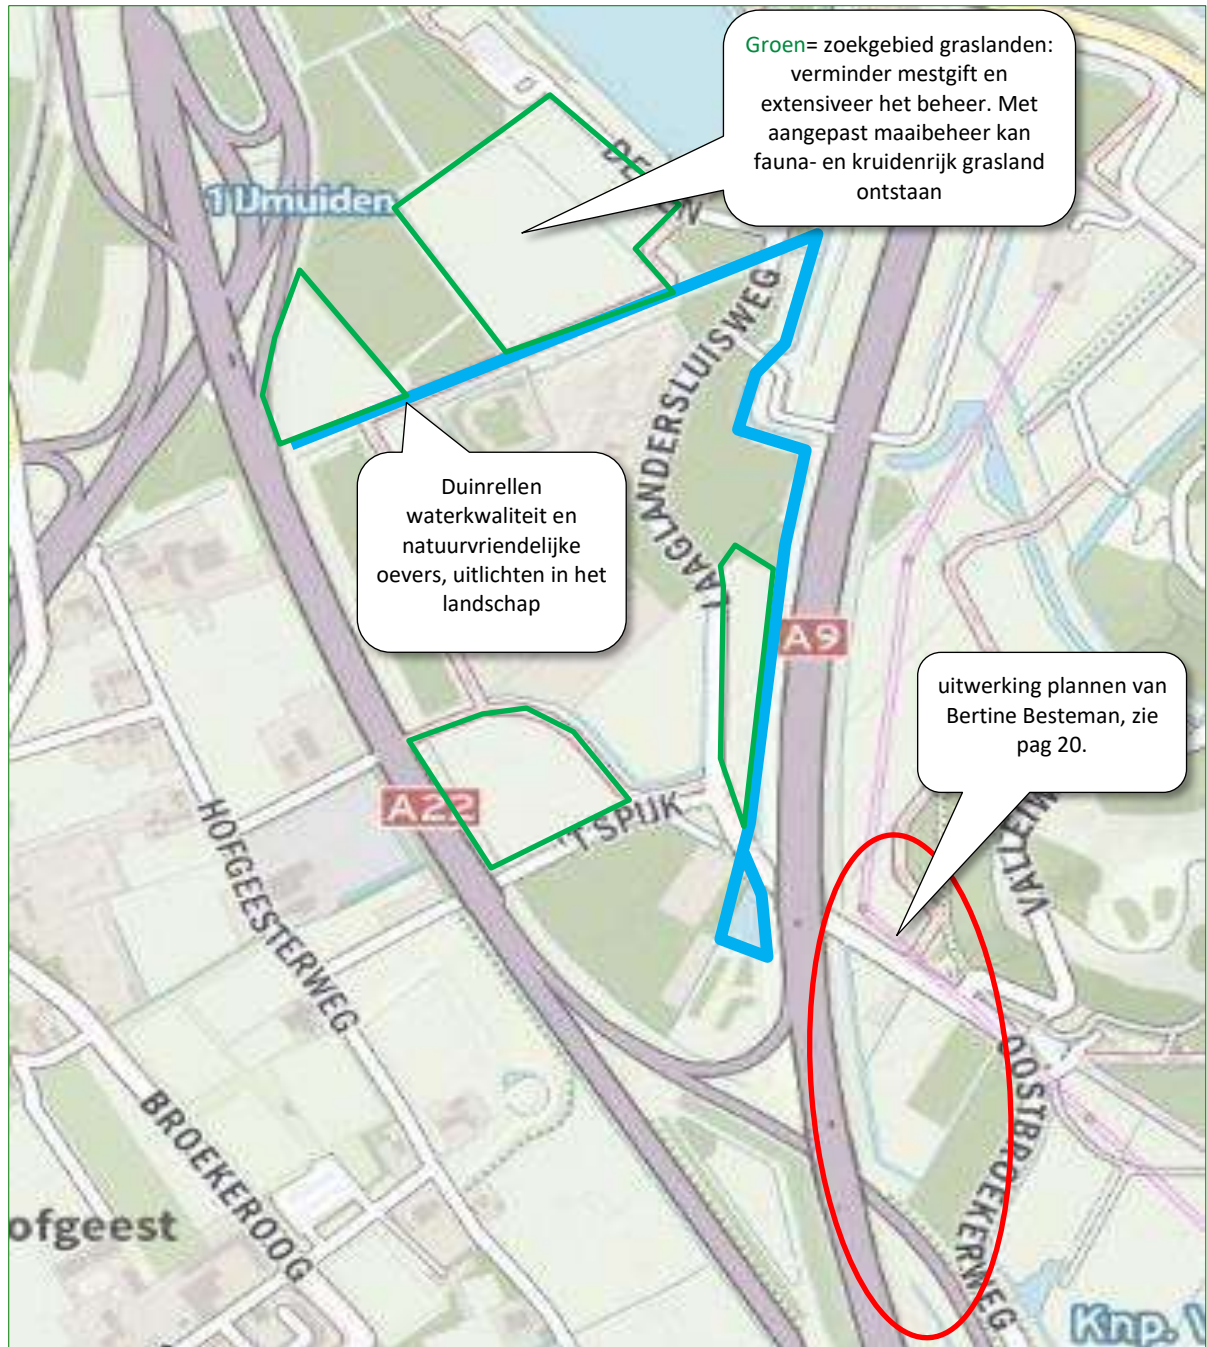 Groen= zoekgebied graslanden:
verminder mestgift en
extensiveer het beheer. Met
aangepast maaibeheer kan
fauna- en kruidenrijk grasland
ontstaan
1 IJmuiden
LAAGLANDERSLUISWEG
Duinrellen
waterkwaliteit en
natuurvriendelijke
oevers, uitlichten in het
landschap
A9
uitwerking plannen van
Bertine Besteman, zie
pag 20.
A22
'T SPIJK
HOFGEESTERWEG
BROEKEROOG
OOSTBROEKERWEG
ofgeest
Knp. V